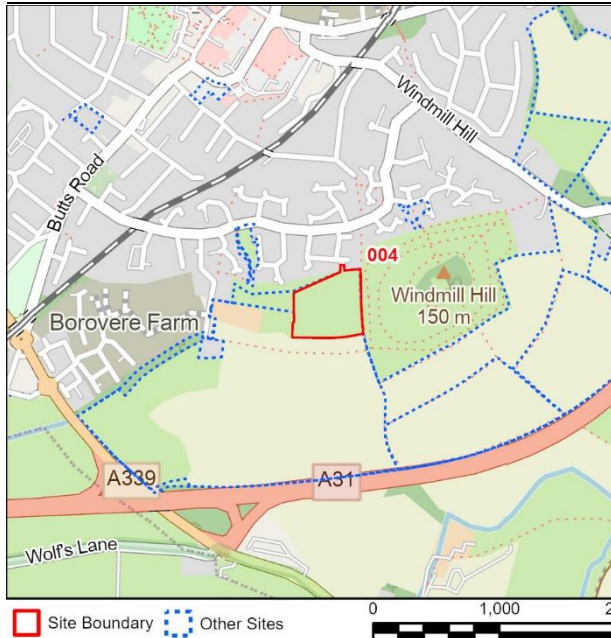 Windmill Hill
Butts Road
004
Windmill Hill
150 m
Borovere Farm
A339
A31
Wolf's Lane
Site Boundary
Other Sites
0 1,000